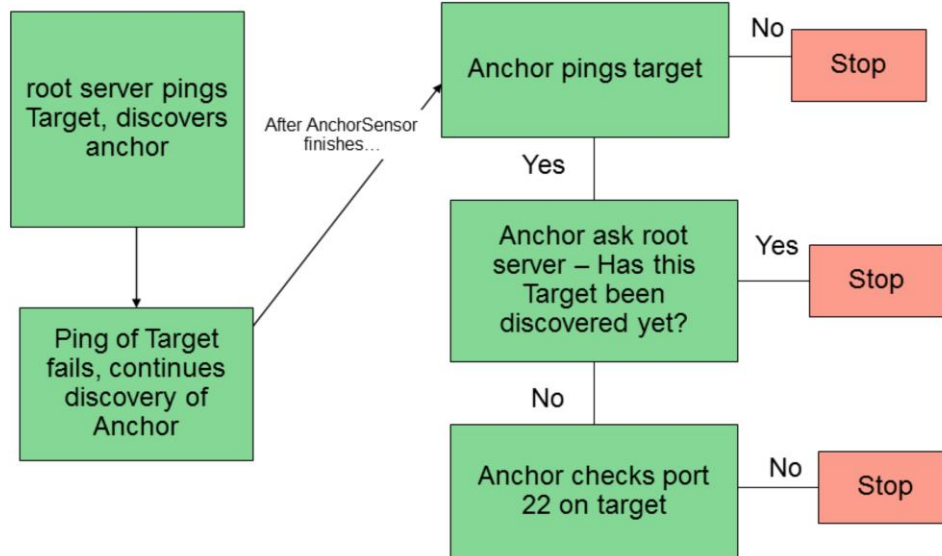 root server pings
Target, discovers
anchor
Ping of Target
fails, continues
discovery of
Anchor
After AnchorSensor
finishes…
Anchor pings target
No
Stop
Yes
Anchor ask root
server – Has this
Target been
discovered yet?
Yes
Stop
No
Anchor checks port
22 on target
No
Stop